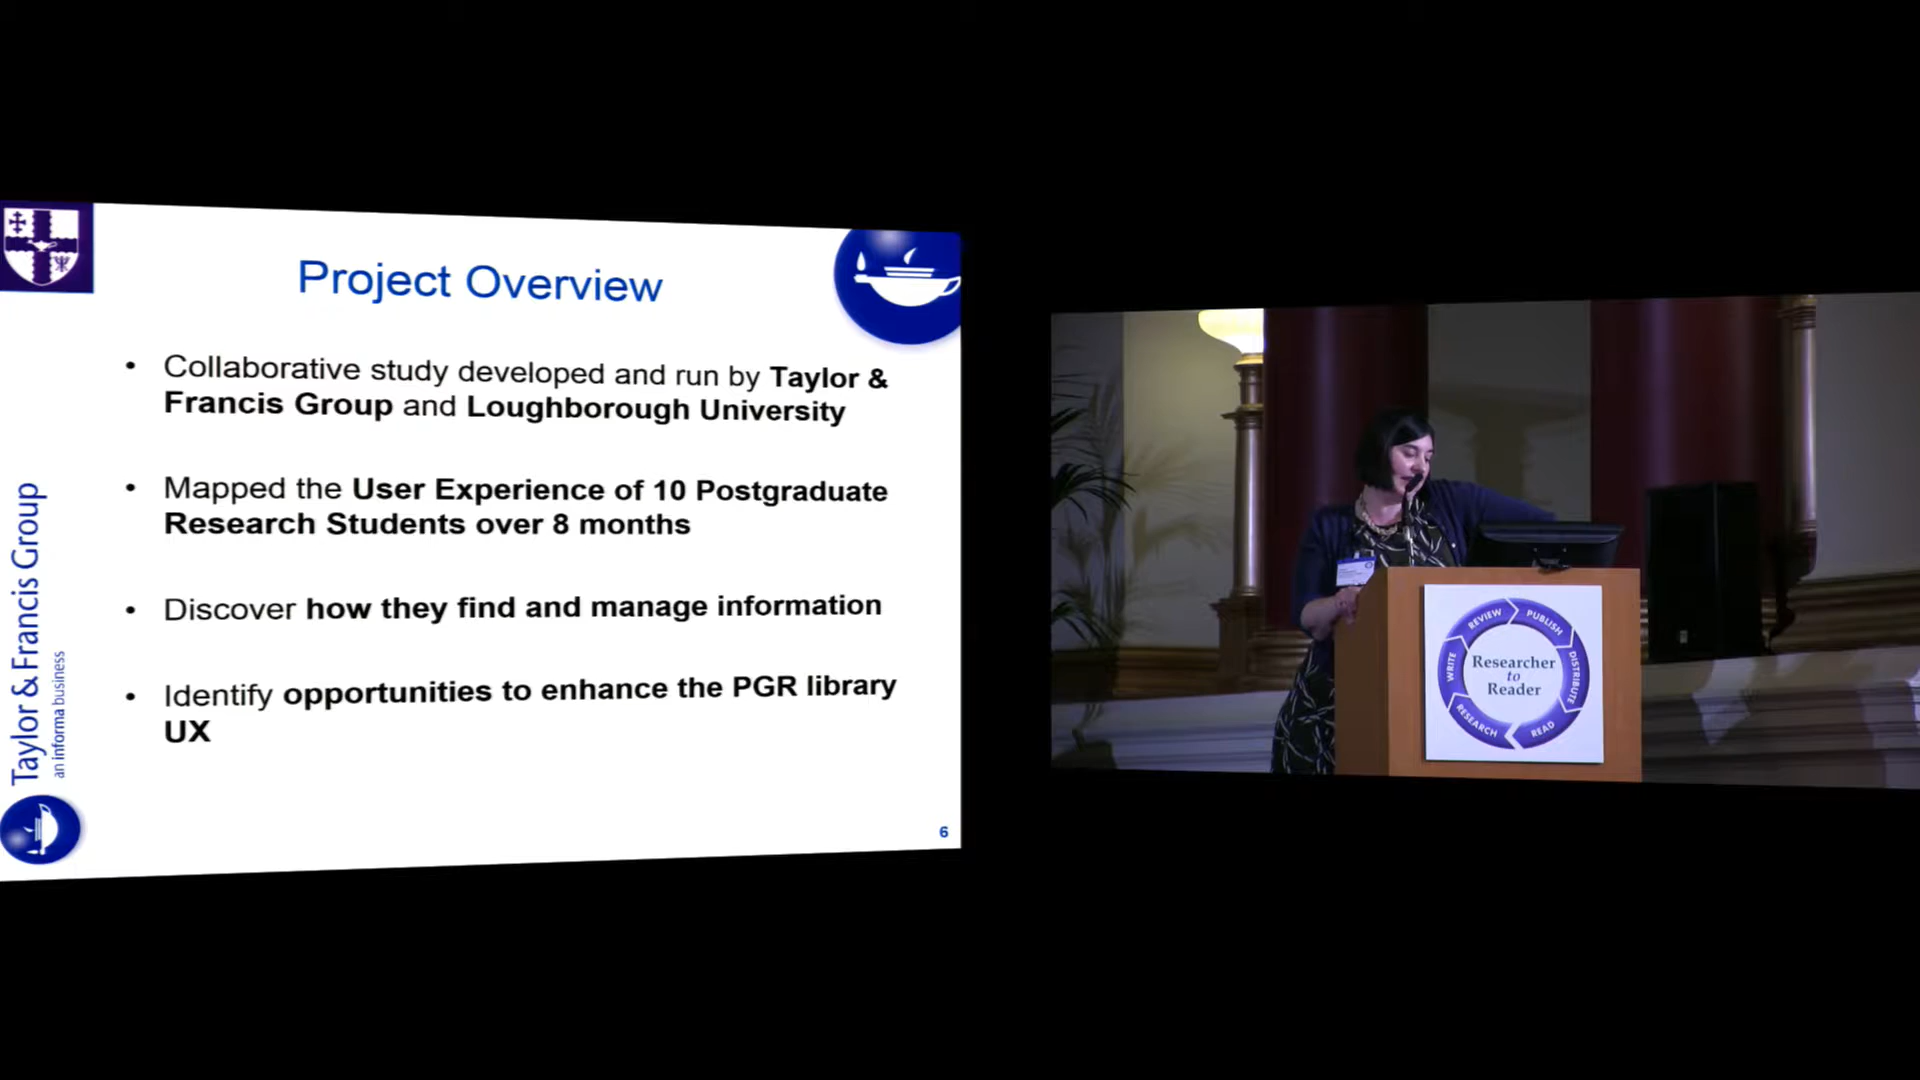 Project Overview
• Collaborative study developed and run by Taylor &
Francis Group and Loughborough University
• Mapped the User Experience of 10 Postgraduate
Research Students over 8 months
• Discover how they find and manage information
• Identify opportunities to enhance the PGR library
UX
Taylor & Francis Group
an informa business
6
REVIEW
PUBLISH
DISTRIBUTE
READ
RESEARCH
WRITE
Researcher
to
Reader